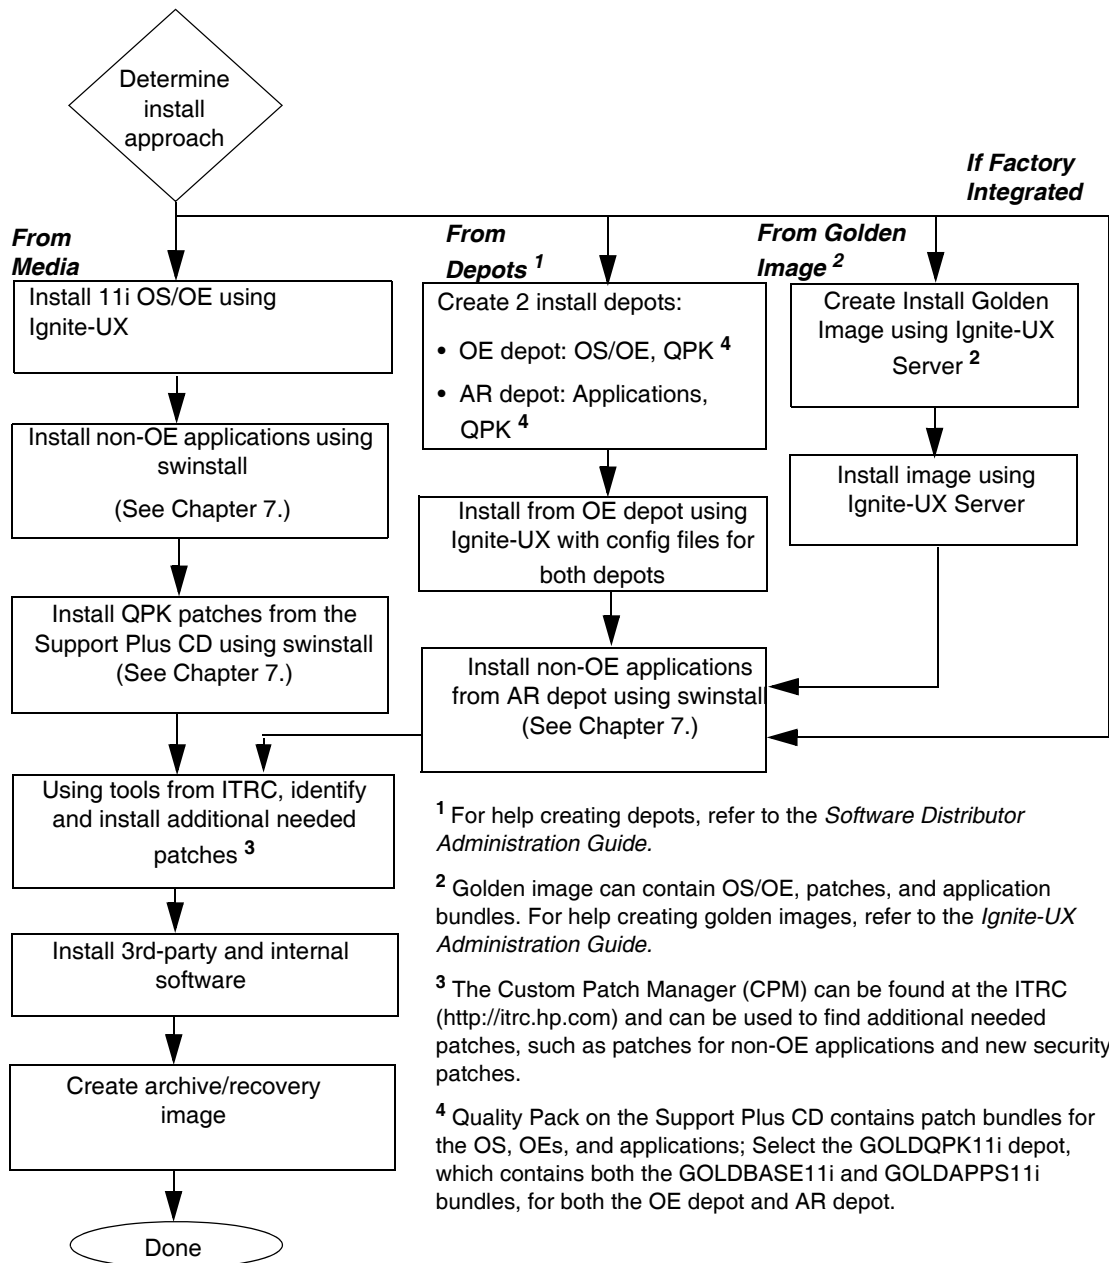 Determine
install
approach
If Factory
Integrated
From
Media
Install 11i OS/OE using
Ignite-UX
Install non-OE applications using
swinstall
(See Chapter 7.)
Install QPK patches from the
Support Plus CD using swinstall
(See Chapter 7.)
From
Depots 1
Create 2 install depots:
• OE depot: OS/OE, QPK 4
• AR depot: Applications,
QPK 4
Install from OE depot using
Ignite-UX with config files for
both depots
From Golden
Image 2
Create Install Golden
Image using Ignite-UX
Server 2
Install image using
Ignite-UX Server
Install non-OE applications
from AR depot using swinstall
(See Chapter 7.)
Using tools from ITRC, identify
and install additional needed
patches 3
Install 3rd-party and internal
software
Create archive/recovery
image
Done
1 For help creating depots, refer to the Software Distributor
Administration Guide.
2 Golden image can contain OS/OE, patches, and application
bundles. For help creating golden images, refer to the Ignite-UX
Administration Guide.
3 The Custom Patch Manager (CPM) can be found at the ITRC
(http://itrc.hp.com) and can be used to find additional needed
patches, such as patches for non-OE applications and new security
patches.
4 Quality Pack on the Support Plus CD contains patch bundles for
the OS, OEs, and applications; Select the GOLDQPK11i depot,
which contains both the GOLDBASE11i and GOLDAPPS11i
bundles, for both the OE depot and AR depot.